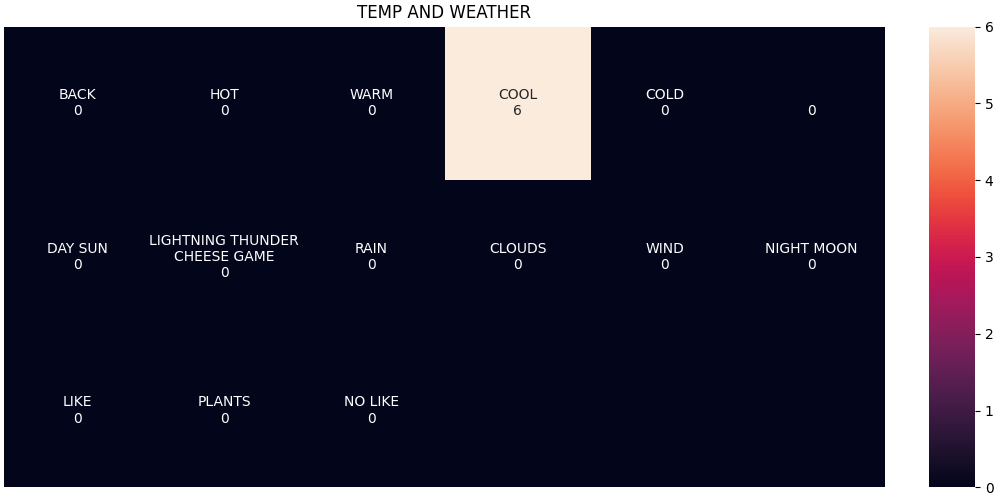 TEMP AND WEATHER
BACK
0
HOT
0
WARM
0
COOL
6
COLD
0
0
DAY SUN
0
LIGHTNING THUNDER
CHEESE GAME
0
RAIN
0
CLOUDS
0
WIND
0
NIGHT MOON
0
LIKE
0
PLANTS
0
NO LIKE
0
6
5
4
3
2
1
0